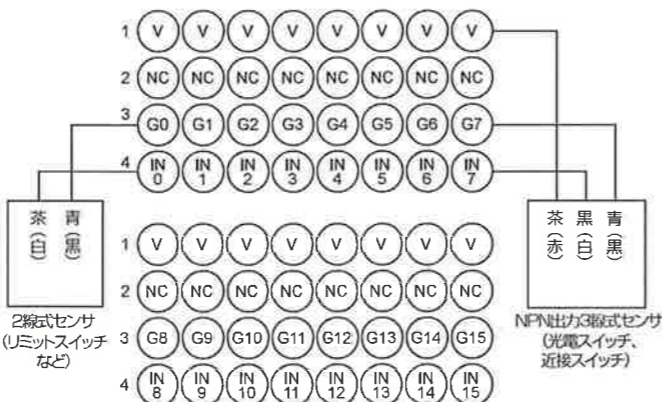 1 V V V V V V V V
2 NC NC NC NC NC NC NC NC
3 G0 G1 G2 G3 G4 G5 G6 G7
4 IN 0 IN 1 IN 2 IN 3 IN 4 IN 5 IN 6 IN 7
茶(白) 青(黒)
2線式センサ
(リミットスイッチ
など)
茶(赤) 黒(白) 青(黒)
NPN出力3線式センサ
(光電スイッチ、
近接スイッチ)
1 V V V V V V V V
2 NC NC NC NC NC NC NC NC
3 G8 G9 G10 G11 G12 G13 G14 G15
4 IN 8 IN 9 IN 10 IN 11 IN 12 IN 13 IN 14 IN 15